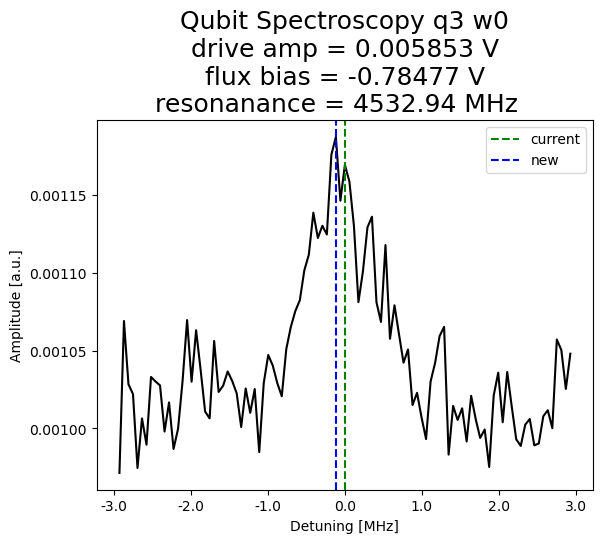 Qubit Spectroscopy q3 w0
drive amp = 0.005853 V
flux bias = -0.78477 V
resonanance = 4532.94 MHz
current
new
Amplitude [a.u.]
0.00115
0.00110
0.00105
0.00100
-3.0 -2.0 -1.0 0.0 1.0 2.0 3.0
Detuning [MHz]